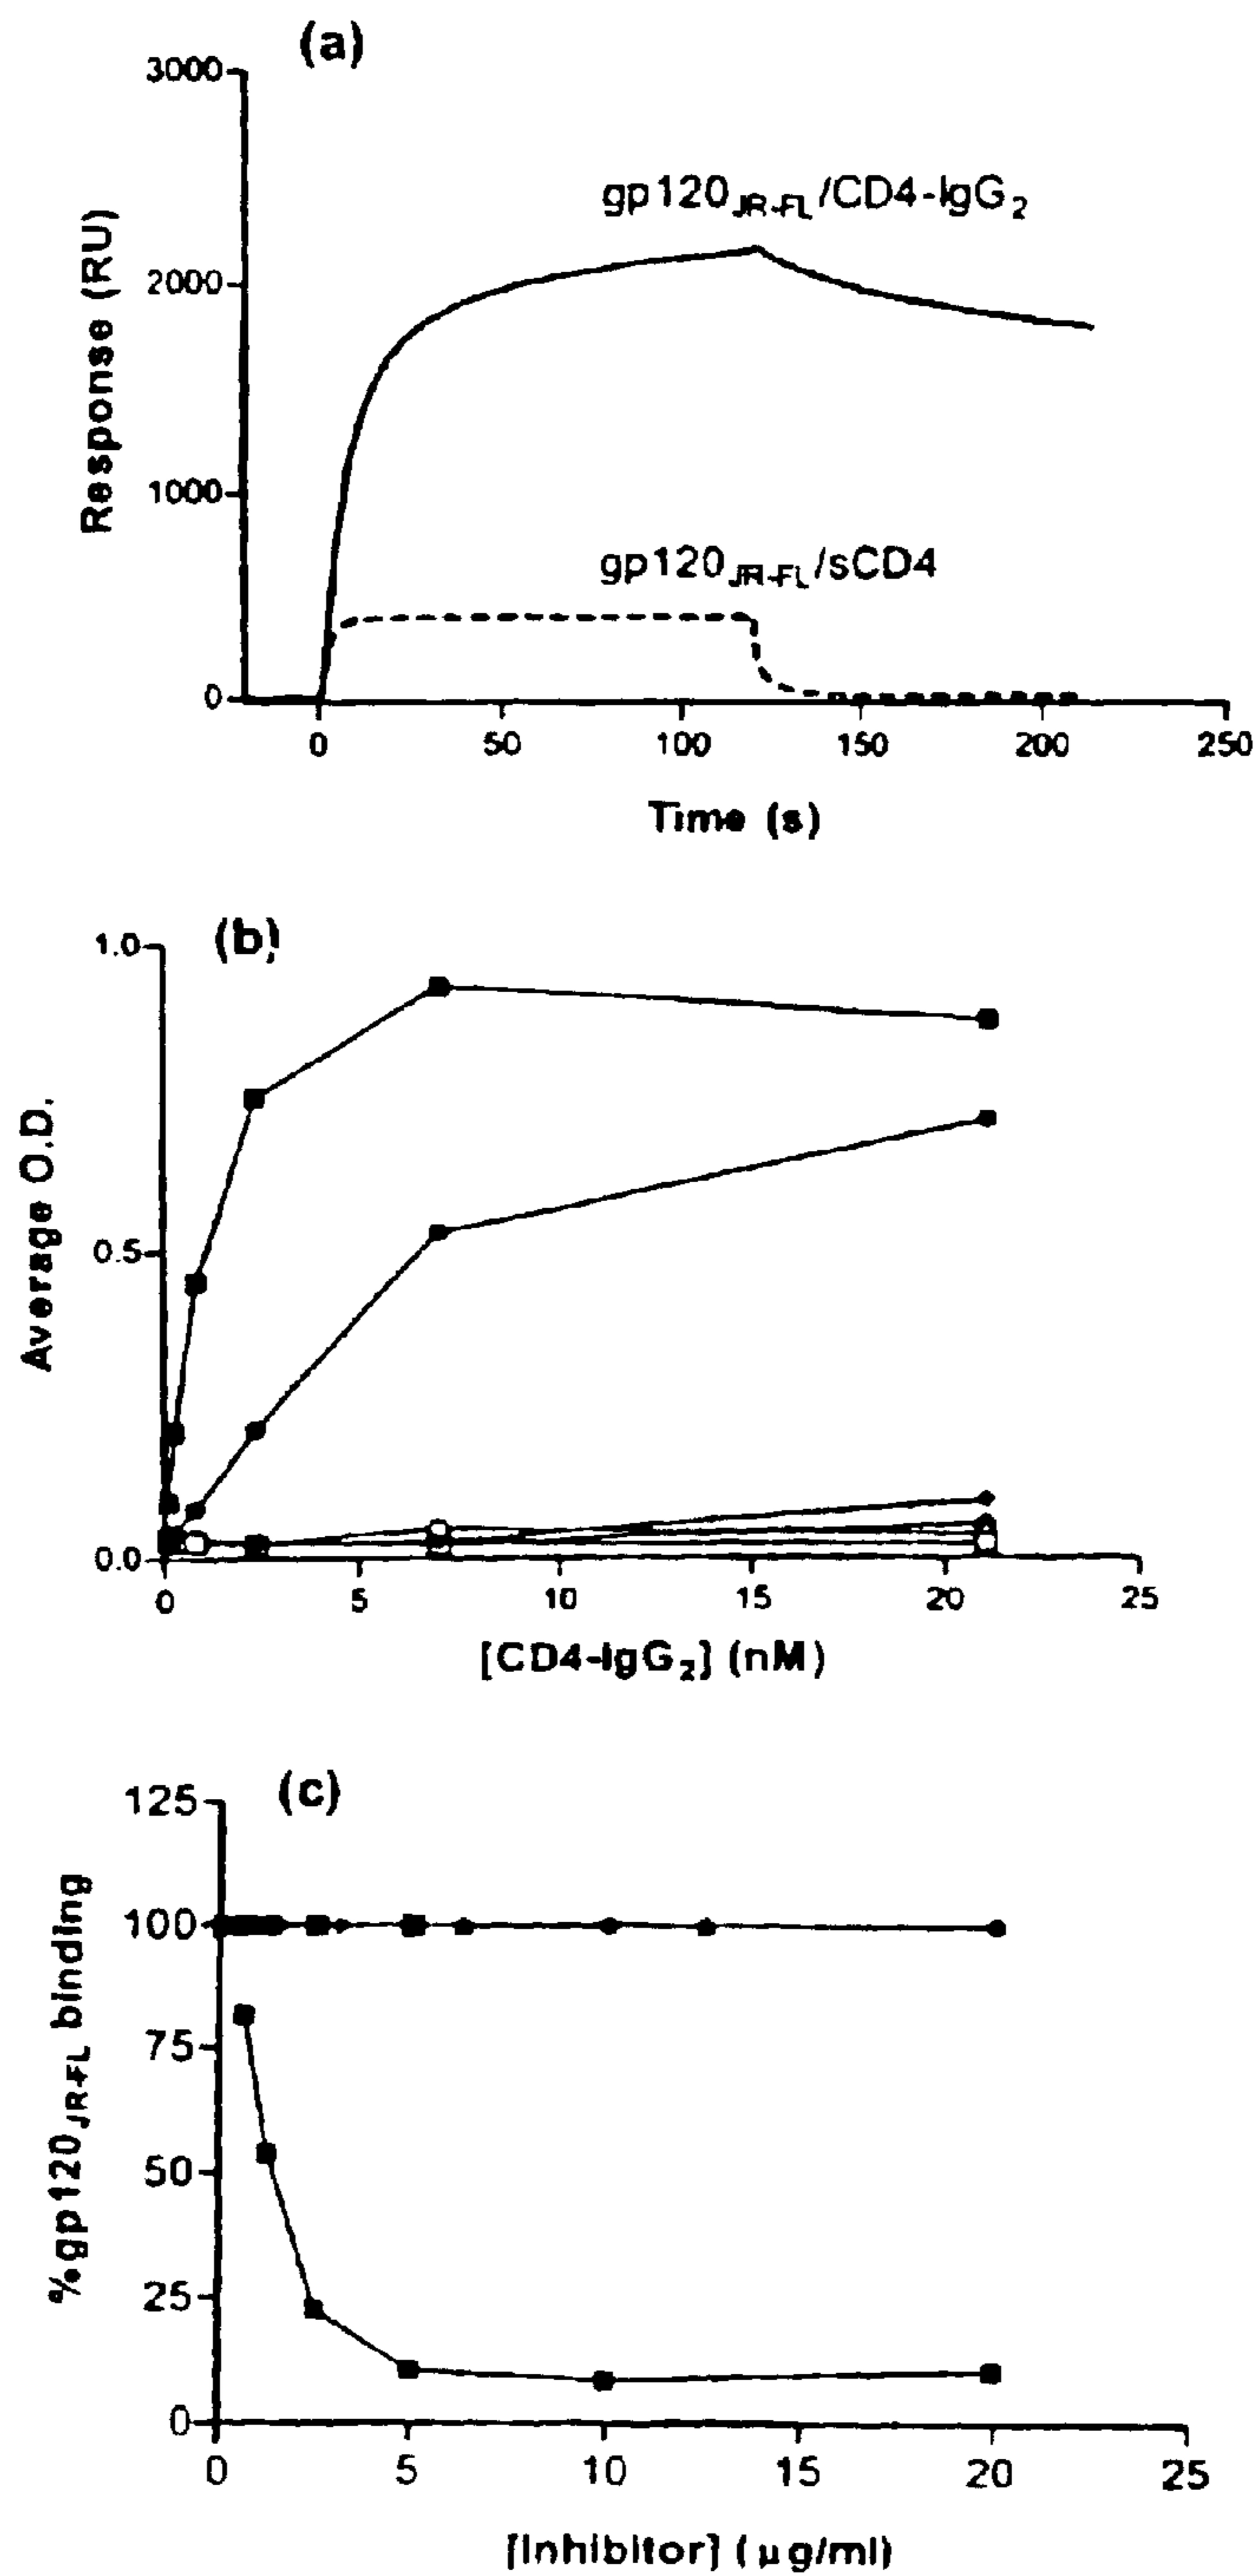 (a)
3000
2000
1000
0
Response (RU)
gp120JR-FL/CD4-IgG2
gp120JR-FL/sCD4
0 50 100 150 200 250
Time (s)
(b)
1.0
0.5
0.0
Average O.D.
0 5 10 15 20 25
[CD4-IgG2] (nM)
(c)
125
100
75
50
25
0
%gp120JR-FL binding
0 5 10 15 20 25
[Inhibitor] (µg/ml)